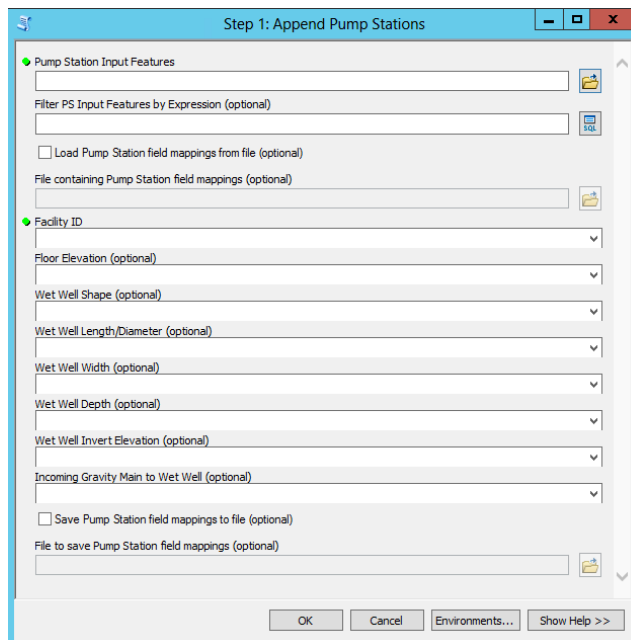 Step 1: Append Pump Stations
Pump Station Input Features
Filter PS Input Features by Expression (optional)
SQL
Load Pump Station field mappings from file (optional)
File containing Pump Station field mappings (optional)
Facility ID
Floor Elevation (optional)
Wet Well Shape (optional)
Wet Well Length/Diameter (optional)
Wet Well Width (optional)
Wet Well Depth (optional)
Wet Well Invert Elevation (optional)
Incoming Gravity Main to Wet Well (optional)
Save Pump Station field mappings to file (optional)
File to save Pump Station field mappings (optional)
OK Cancel Environments... Show Help >>